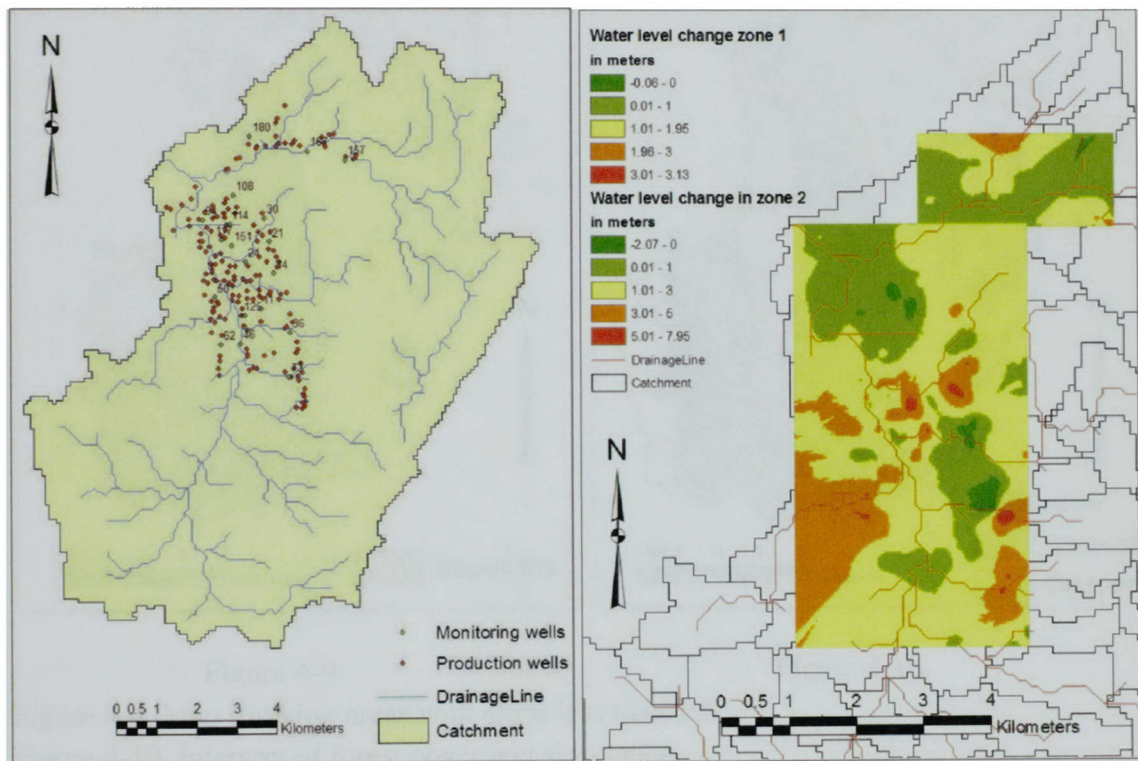 N
180
157
108
30
14
21
151
62
36
Monitoring wells
Production wells
DrainageLine
Catchment
0 0.5 1 2 3 4
Kilometers
Water level change zone 1
in meters
-0.06 - 0
0.01 - 1
1.01 - 1.95
1.96 - 3
3.01 - 3.13
Water level change in zone 2
in meters
-2.07 - 0
0.01 - 1
1.01 - 3
3.01 - 5
5.01 - 7.95
DrainageLine
Catchment
N
0 0.5 1 2 3 4
Kilometers